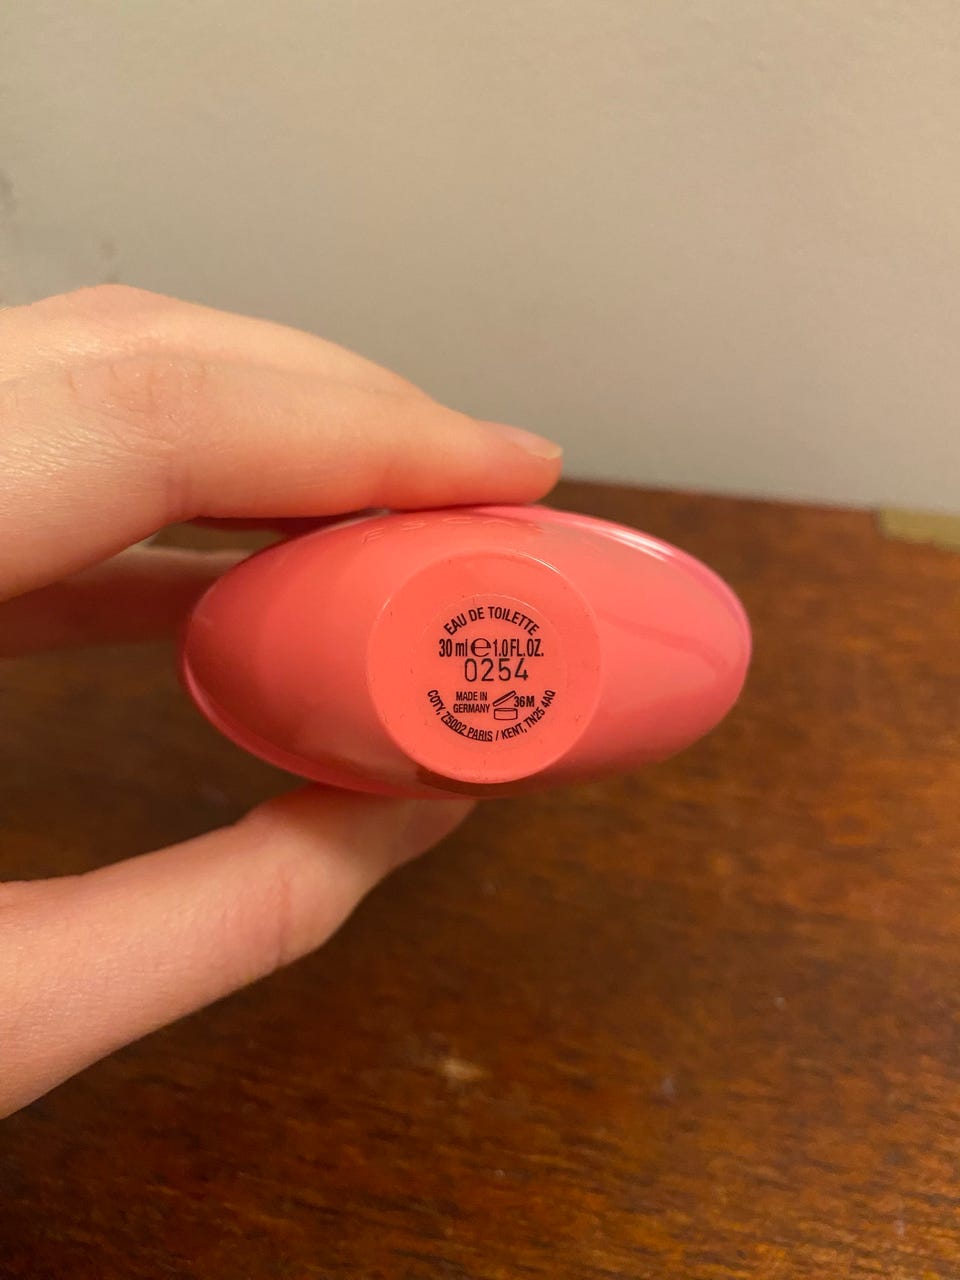 ESCA
EAU DE TOILETTE
30 ml ℮ 1.0 FL.OZ.
0254
MADE IN
GERMANY
36M
COTY, 75002 PARIS / KENT, TN25 4AQ